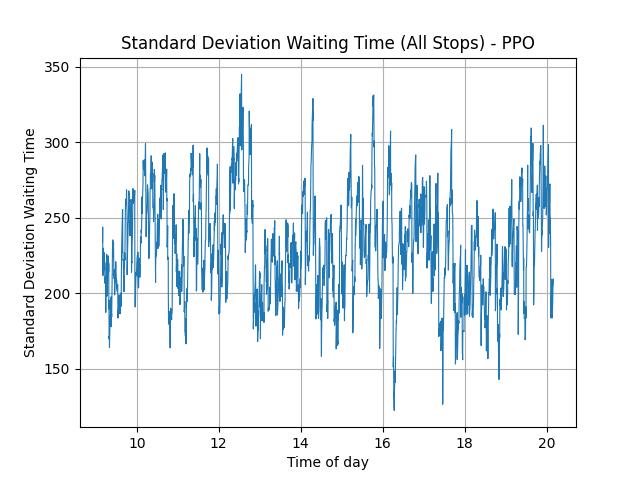 Standard Deviation Waiting Time (All Stops) - PPO
350
300
250
200
150
Standard Deviation Waiting Time
10 12 14 16 18 20
Time of day